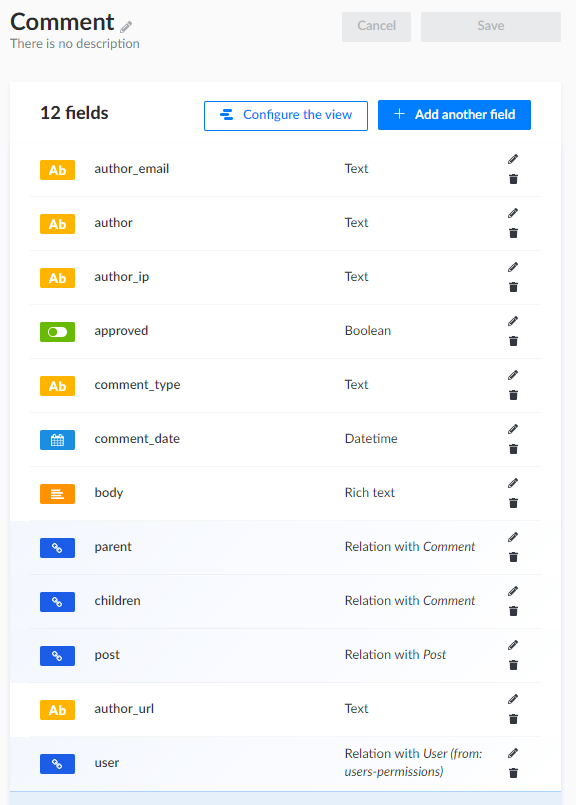 Comment
There is no description
Cancel
Save
12 fields
Configure the view
+ Add another field
Ab author_email Text
Ab author Text
Ab author_ip Text
approved Boolean
Ab comment_type Text
comment_date Datetime
body Rich text
parent Relation with Comment
children Relation with Comment
post Relation with Post
Ab author_url Text
user Relation with User (from:
users-permissions)